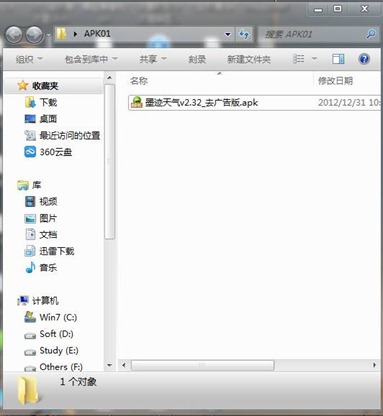 APK01
搜索 APK01
组织 包含到库中 共享 刻录 新建文件夹
名称 修改日期
墨迹天气v2.32_去广告版.apk 2012/12/31 10:
收藏夹
下载
桌面
最近访问的位置
360云盘
库
视频
图片
文档
迅雷下载
音乐
计算机
Win7 (C:)
Soft (D:)
Study (E:)
Others (F:)
1 个对象